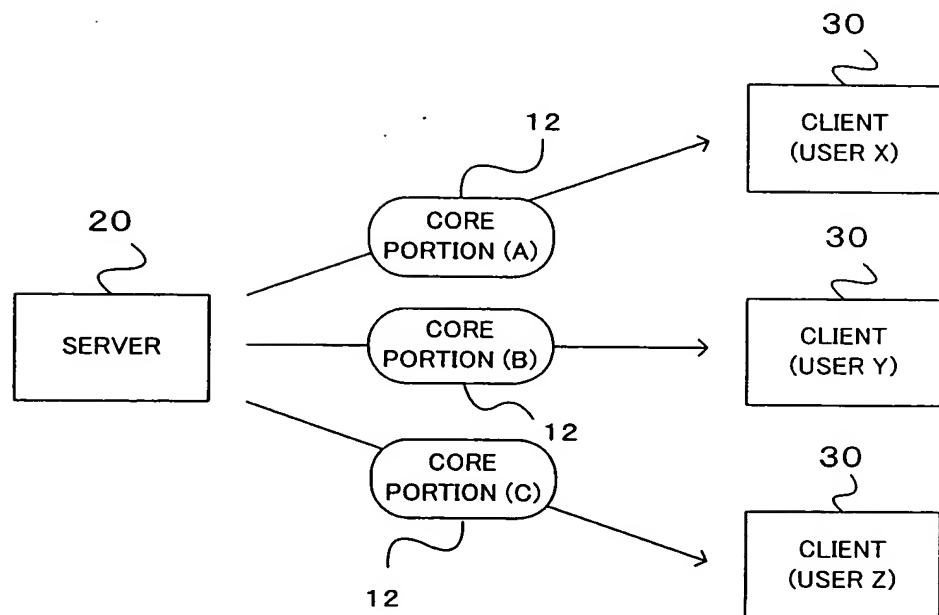 30
CLIENT
(USER X)
12
CORE
PORTION (A)
20
SERVER
30
CLIENT
(USER Y)
CORE
PORTION (B)
12
30
CLIENT
(USER Z)
CORE
PORTION (C)
12